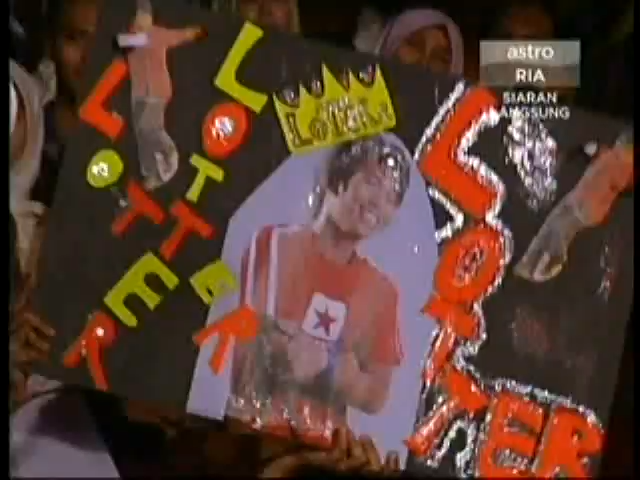 astro
RIA
SIARAN
LANGSUNG
LOTTER
LOTTER
LOTTER